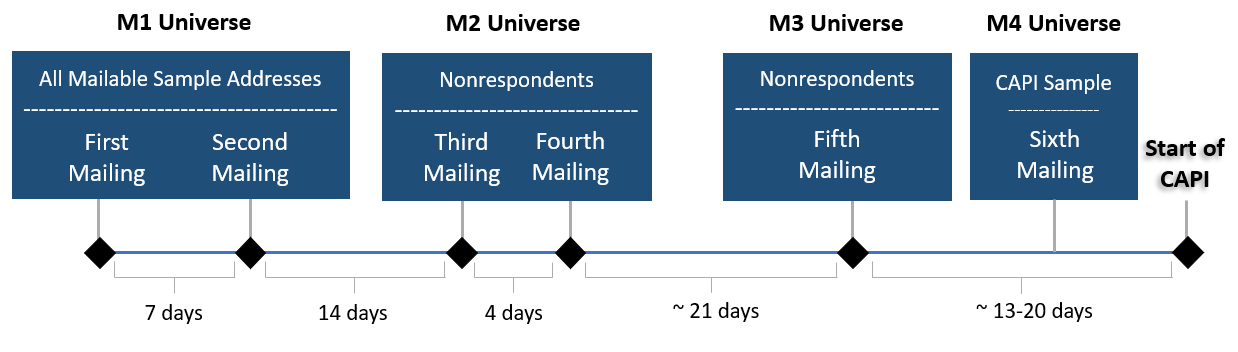 M1 Universe
M2 Universe
M3 Universe
M4 Universe
All Mailable Sample Addresses
First
Mailing
Second
Mailing
Nonrespondents
Third
Mailing
Fourth
Mailing
Nonrespondents
Fifth
Mailing
CAPI Sample
Sixth
Mailing
Start of
CAPI
7 days
14 days
4 days
~ 21 days
~ 13-20 days